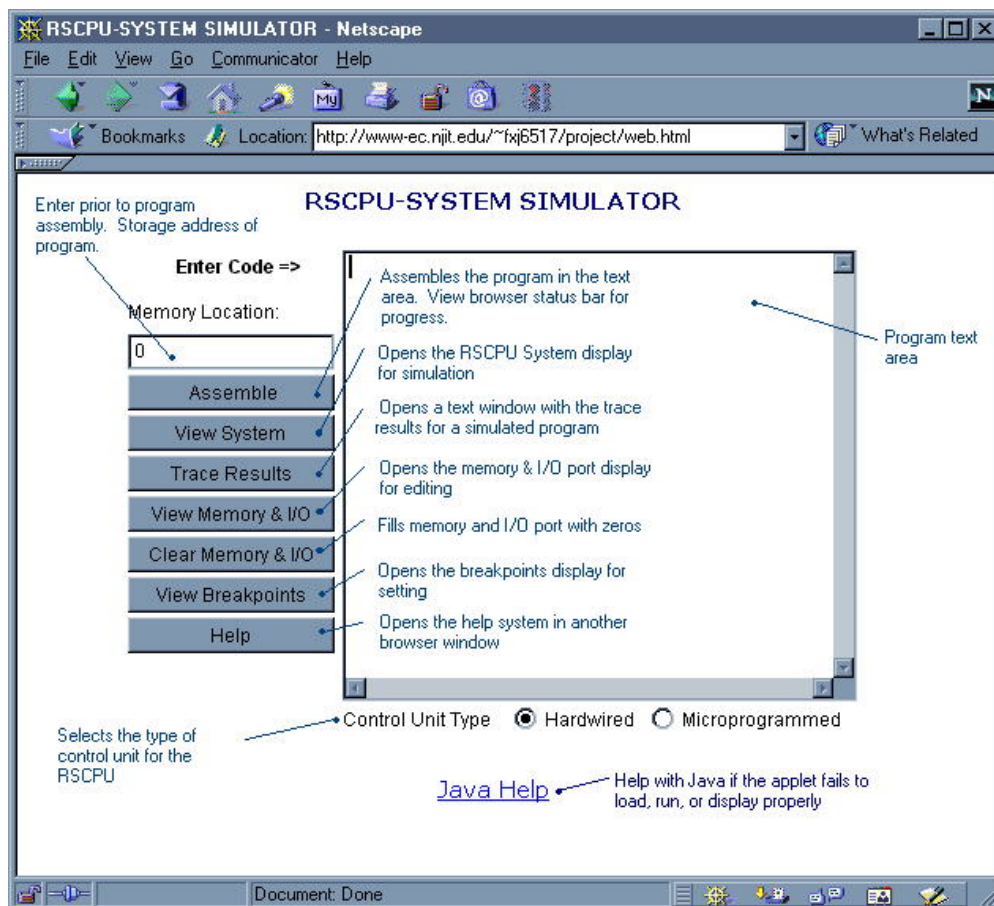 RSCPU-SYSTEM SIMULATOR - Netscape
File Edit View Go Communicator Help
My
N
Bookmarks Location: http://www-ec.njit.edu/~fxj6517/project/web.html What's Related
RSCPU-SYSTEM SIMULATOR
Enter prior to program
assembly. Storage address of
program.
Enter Code =>
Memory Location:
0
Assemble
View System
Trace Results
View Memory & I/O
Clear Memory & I/O
View Breakpoints
Help
Assembles the program in the text
area. View browser status bar for
progress.
Opens the RSCPU System display
for simulation
Opens a text window with the trace
results for a simulated program
Opens the memory & I/O port display
for editing
Fills memory and I/O port with zeros
Opens the breakpoints display for
setting
Opens the help system in another
browser window
Program text
area
Control Unit Type Hardwired Microprogrammed
Selects the type of
control unit for the
RSCPU
Java Help
Help with Java if the applet fails to
load, run, or display properly
Document: Done